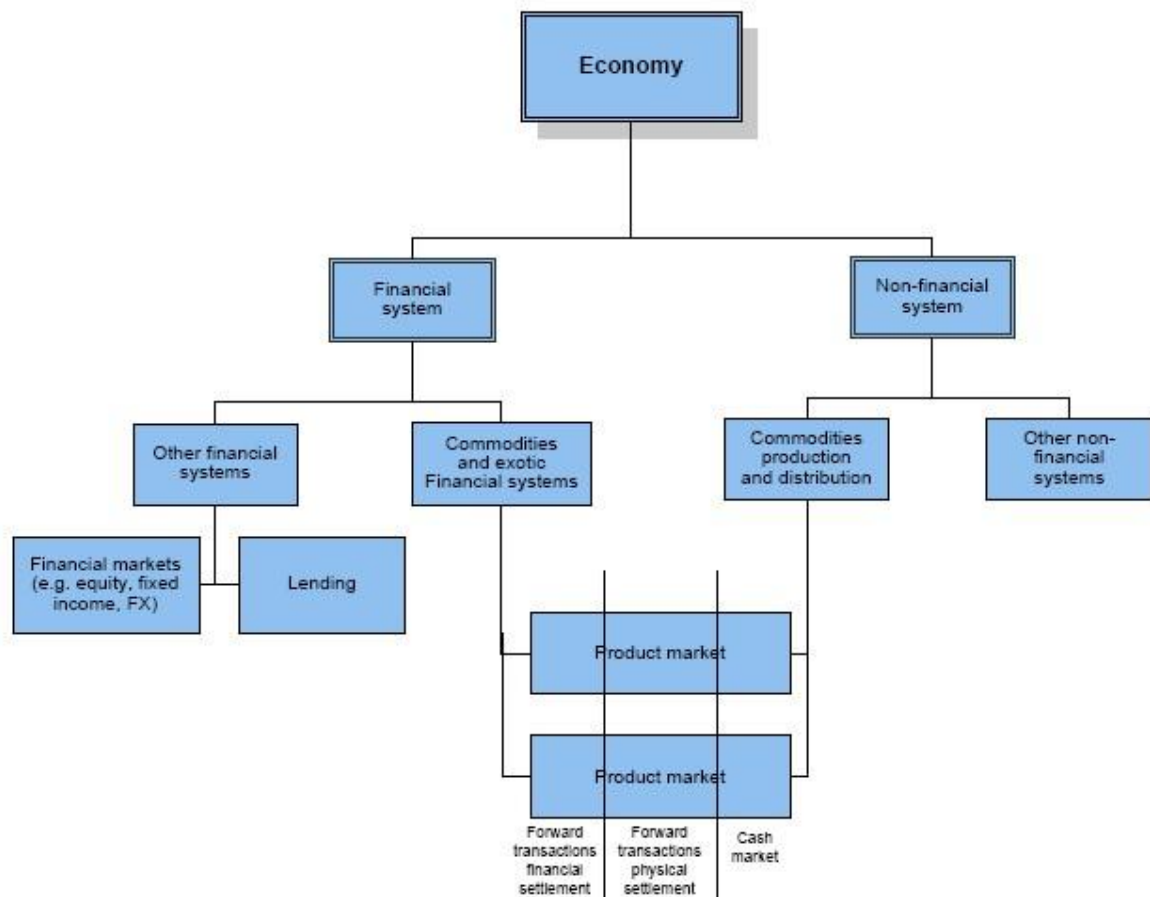 Economy
Financial
system
Non-financial
system
Other financial
systems
Commodities
and exotic
Financial systems
Commodities
production
and distribution
Other non-
financial
systems
Financial markets
(e.g. equity, fixed
income, FX)
Lending
Product market
Product market
Forward
transactions
financial
settlement
Forward
transactions
physical
settlement
Cash
market